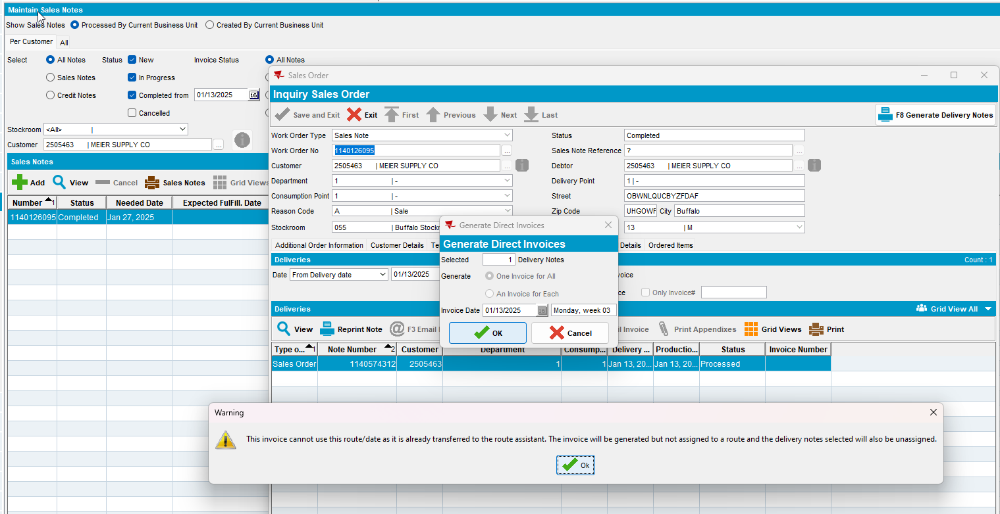 Maintain Sales Notes
Show Sales Notes Processed By Current Business Unit Created By Current Business Unit
Per Customer All
Select All Notes Status New Invoice Status All Notes
Sales Notes In Progress
Credit Notes Completed from 01/13/2025 16
Cancelled
Stockroom <All> |
Customer 2505463 | MEIER SUPPLY CO ...
Sales Notes
Add View Cancel Sales Notes Grid Views
Number 1 Status Needed Date Expected FulFill. Date
1140126095 Completed Jan 27, 2025
Sales Order
Inquiry Sales Order
Save and Exit Exit First Previous Next Last F8 Generate Delivery Notes
Work Order Type Sales Note Status Completed
Work Order No 1140126095 ... Sales Note Reference ? ...
Customer 2505463 | MEIER SUPPLY CO ... Debtor 2505463 | MEIER SUPPLY CO ...
Department 1 | - Delivery Point 1 | -
Consumption Point 1 | - Street OBWNLQUCBYZFDAF
Reason Code A | Sale Zip Code UHGOWF City Buffalo
Stockroom 055 | Buffalo Stockr 13 | M
Additional Order Information Customer Details Te Details Ordered Items
Deliveries Count : 1
Date From Delivery date 01/13/2025 voice
ce Only Invoice#
Deliveries Grid View All
View Reprint Note F3 Email il Invoice Print Appendixes Grid Views Print
Type o... 1 Note Number 2 Customer Department Consump... Delivery ... Productio... Status Invoice Number
Sales Order 1140574312 2505463 1 1 Jan 13, 20... Jan 13, 20... Processed
Generate Direct Invoices
Generate Direct Invoices
Selected 1 Delivery Notes
Generate One Invoice for All
An Invoice for Each
Invoice Date 01/13/2025 16 Monday, week 03
OK Cancel
Warning
This invoice cannot use this route/date as it is already transferred to the route assistant. The invoice will be generated but not assigned to a route and the delivery notes selected will also be unassigned.
Ok